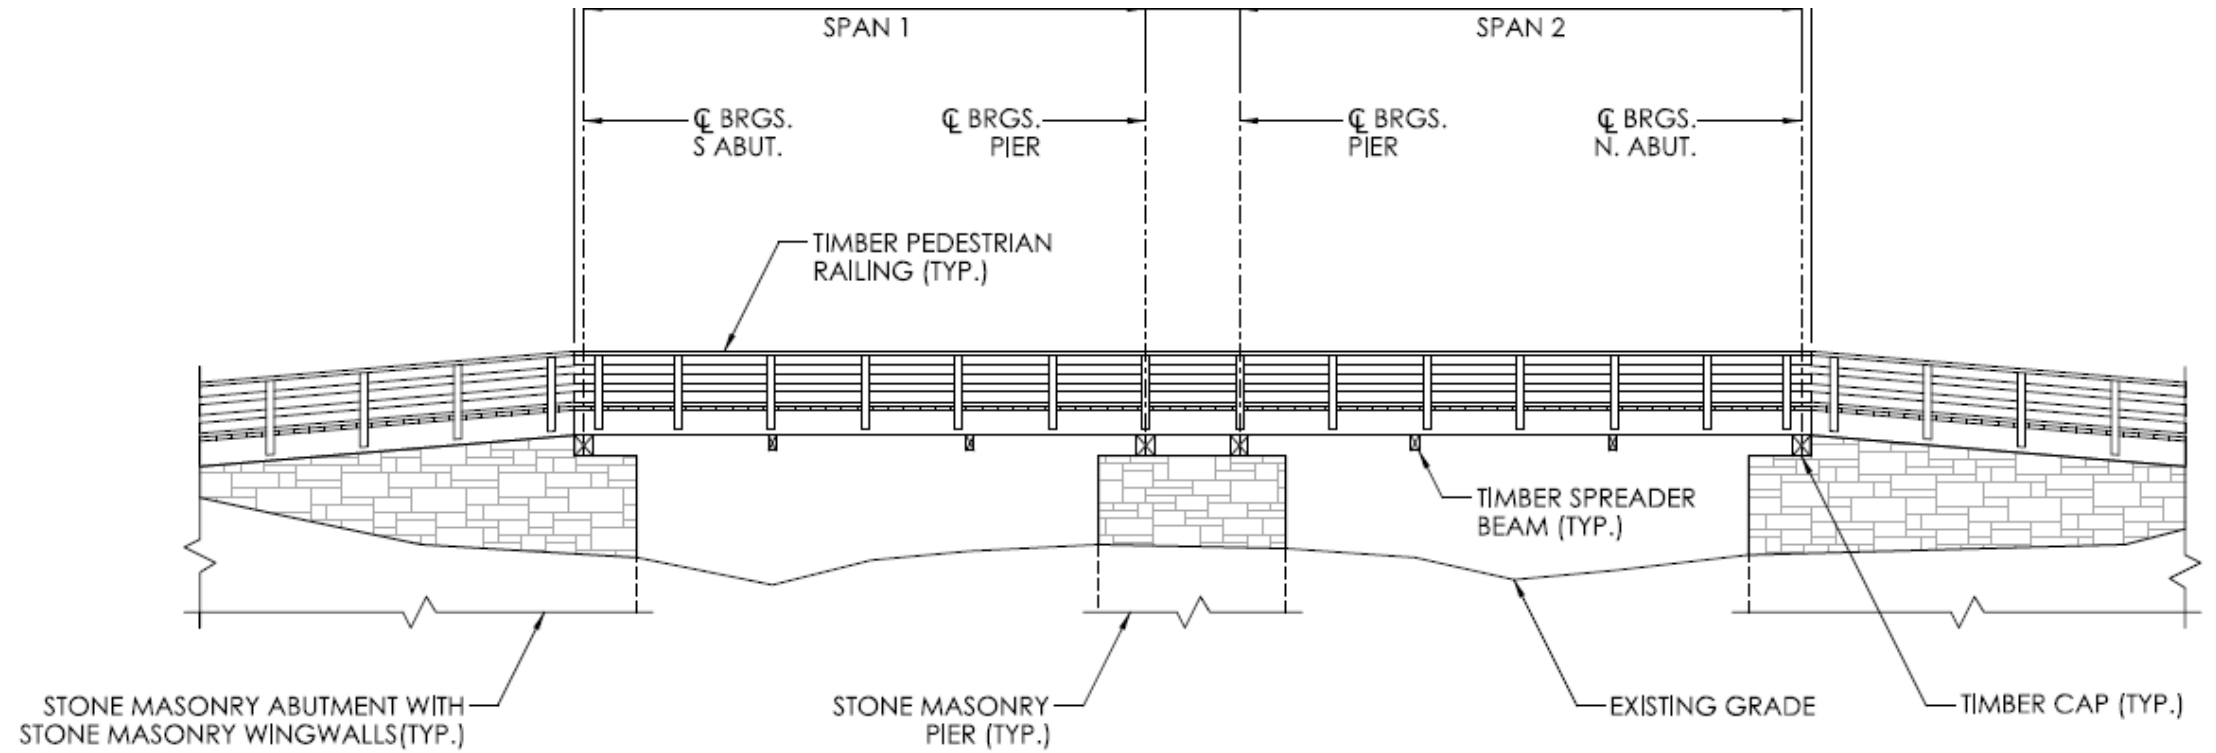 SPAN 1
SPAN 2
℄ BRGS.
S ABUT.
℄ BRGS.
PIER
℄ BRGS.
PIER
℄ BRGS.
N. ABUT.
TIMBER PEDESTRIAN
RAILING (TYP.)
TIMBER SPREADER
BEAM (TYP.)
STONE MASONRY ABUTMENT WITH
STONE MASONRY WINGWALLS(TYP.)
STONE MASONRY
PIER (TYP.)
EXISTING GRADE
TIMBER CAP (TYP.)